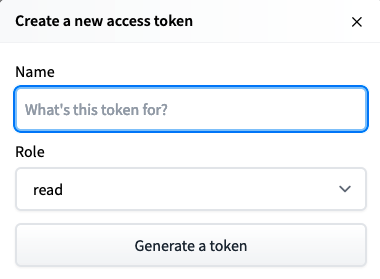 Create a new access token
Name
What's this token for?
Role
read
Generate a token